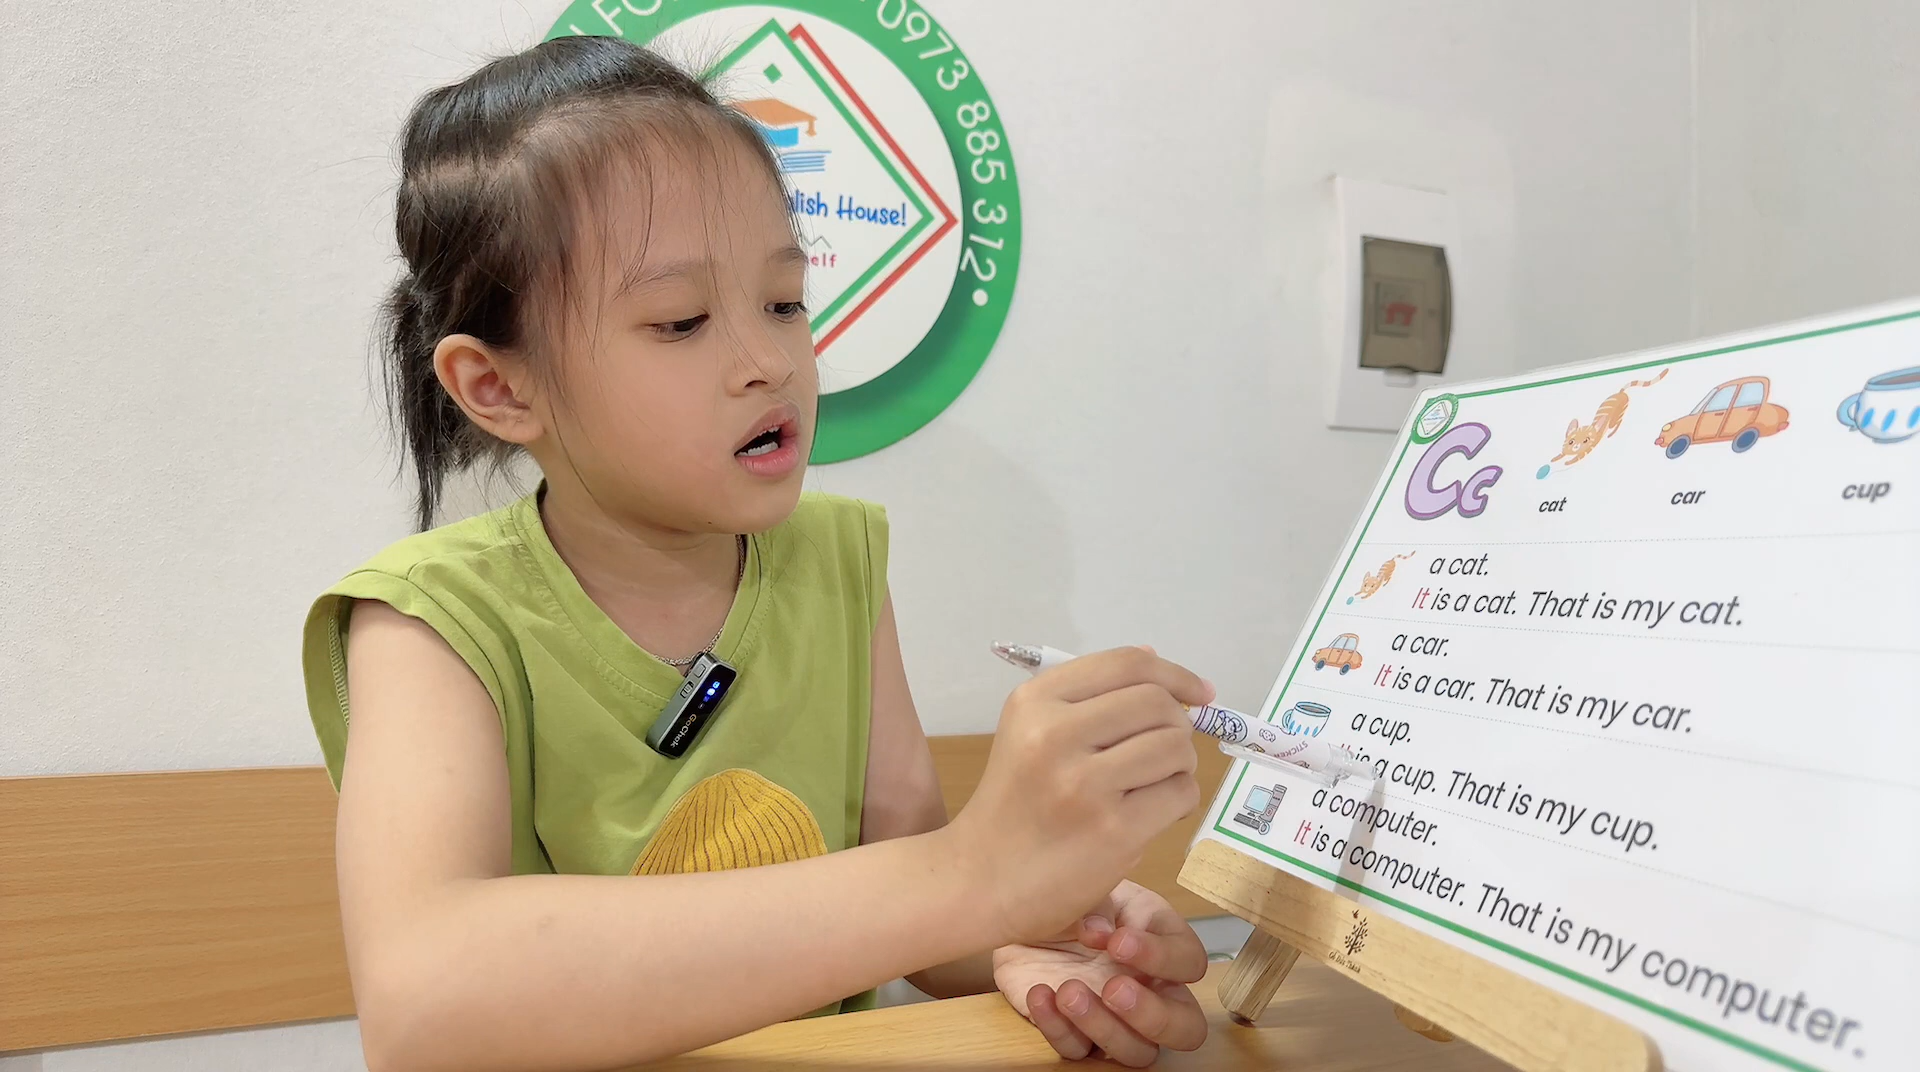 0973 885 312
House!
Cc
cat
car
cup
a cat.
It is a cat. That is my cat.
a car.
It is a car. That is my car.
a cup.
is a cup. That is my cup.
a computer.
It is a computer. That is my computer.